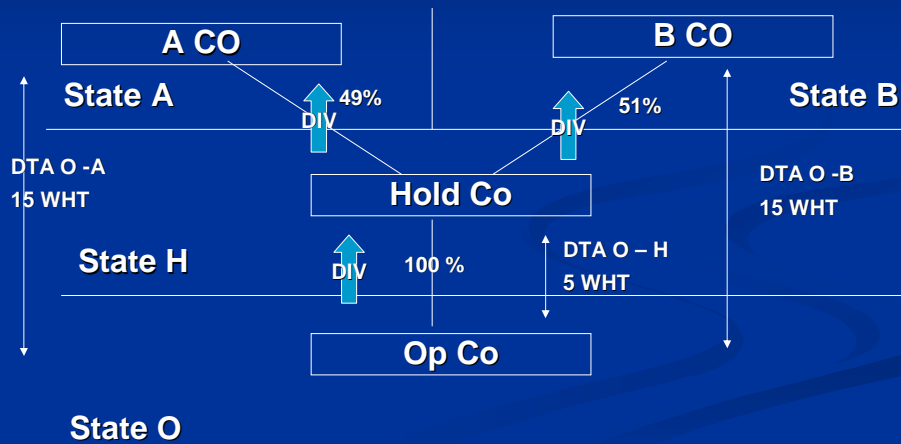 A CO
B CO
State A
49%
DIV
DIV
51%
State B
DTA O -A
15 WHT
Hold Co
DTA O -B
15 WHT
State H
DIV
100 %
DTA O – H
5 WHT
Op Co
State O